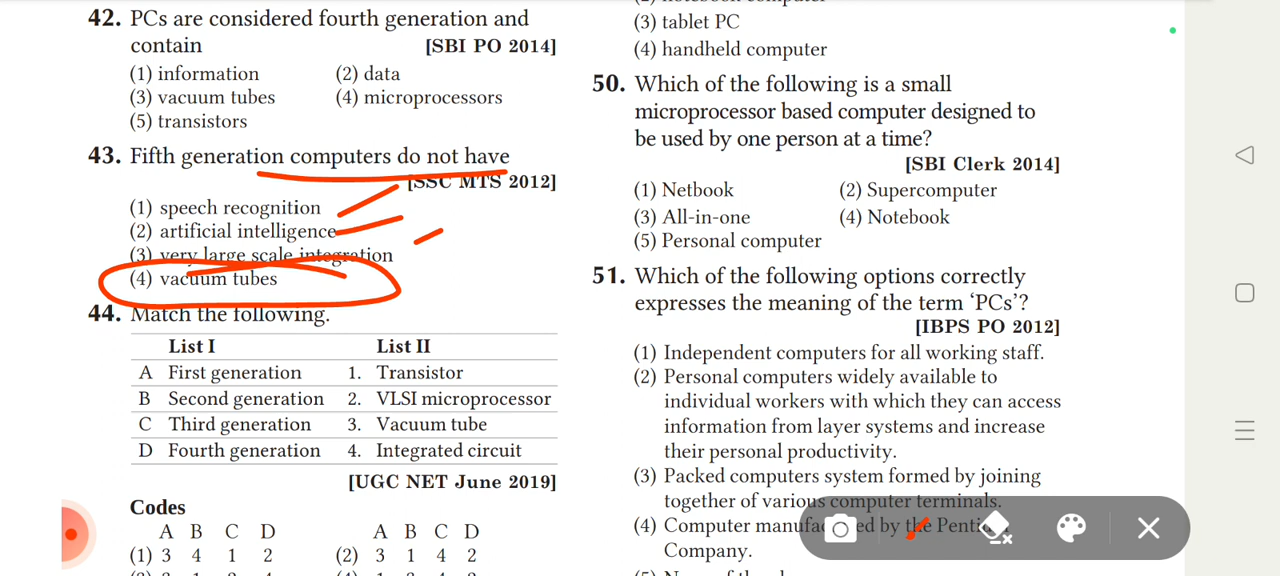 42. PCs are considered fourth generation and
contain [SBI PO 2014]
(1) information (2) data
(3) vacuum tubes (4) microprocessors
(5) transistors
43. Fifth generation computers do not have
[SSC MTS 2012]
(1) speech recognition
(2) artificial intelligence
(3) very large scale integration
(4) vacuum tubes
44. Match the following.
List I List II
A First generation 1. Transistor
B Second generation 2. VLSI microprocessor
C Third generation 3. Vacuum tube
D Fourth generation 4. Integrated circuit
[UGC NET June 2019]
Codes
A B C D A B C D
(1) 3 4 1 2 (2) 3 1 4 2
(3) tablet PC
(4) handheld computer
50. Which of the following is a small
microprocessor based computer designed to
be used by one person at a time?
[SBI Clerk 2014]
(1) Netbook (2) Supercomputer
(3) All-in-one (4) Notebook
(5) Personal computer
51. Which of the following options correctly
expresses the meaning of the term ‘PCs’?
[IBPS PO 2012]
(1) Independent computers for all working staff.
(2) Personal computers widely available to
individual workers with which they can access
information from layer systems and increase
their personal productivity.
(3) Packed computers system formed by joining
together of various computer terminals.
(4) Computer by the
Company.